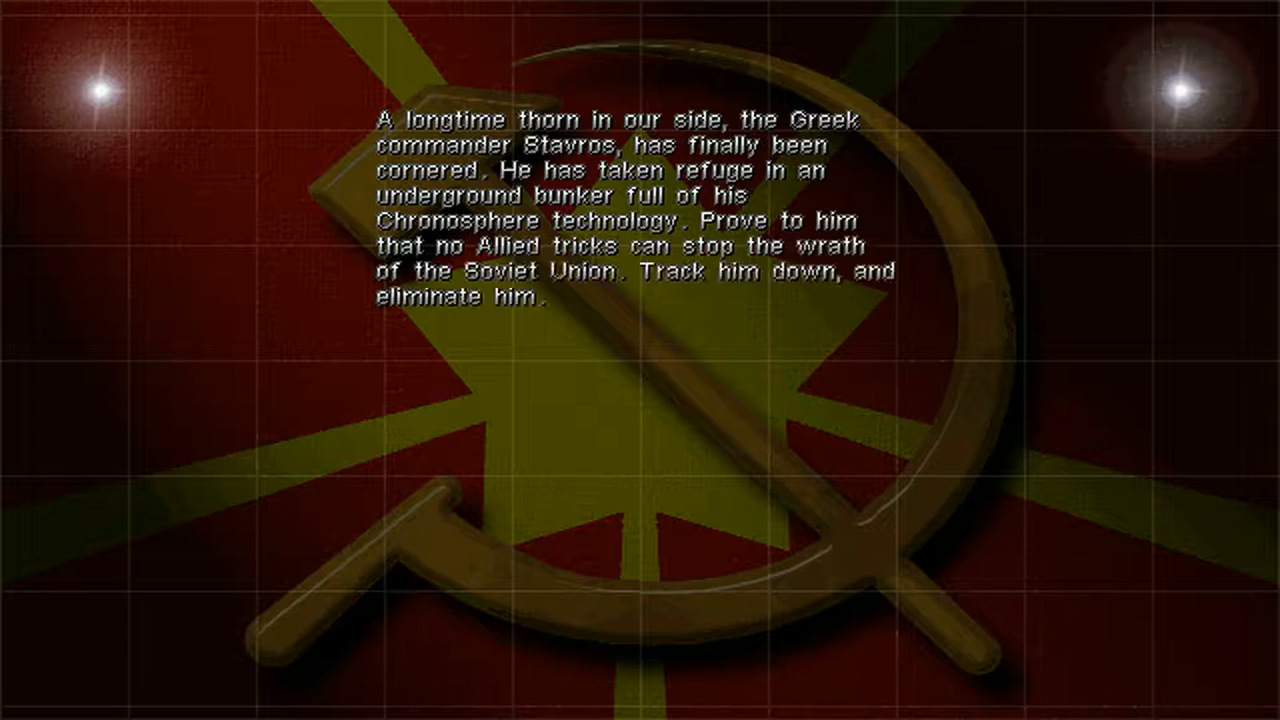 A longtime thorn in our side, the Greek
commander Stavros, has finally been
cornered. He has taken refuge in an
underground bunker full of his
Chronosphere technology. Prove to him
that no Allied tricks can stop the wrath
of the Soviet Union. Track him down, and
eliminate him.